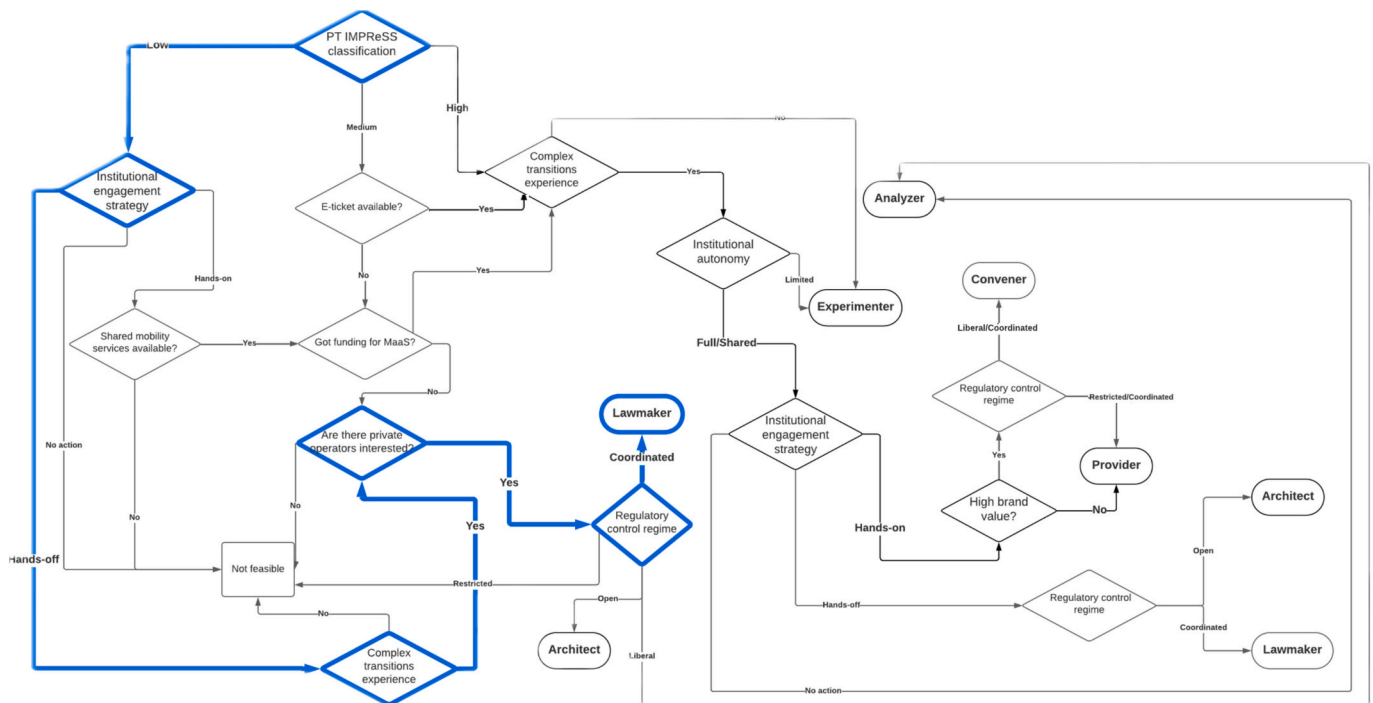 PT IMPReSS
classification
Low
High
Medium
No
Complex
transitions
experience
Yes
Institutional
engagement
strategy
Analyzer
E-ticket available?
Yes
Institutional
autonomy
Hands-on
No
Yes
Limited
Convener
Experimenter
Liberal/Coordinated
Shared mobility
services available?
Yes
Got funding for MaaS?
Full/Shared
No
Regulatory control
regime
Restricted/Coordinated
Lawmaker
Are there private
operators interested?
Institutional
engagement
strategy
No action
Coordinated
Yes
Provider
Yes
No
Regulatory
control regime
High brand
value?
No
Architect
No
Yes
Hands-on
Open
Hands-off
Not feasible
Restricted
Regulatory control
regime
Open
Hands-off
No
Coordinated
Architect
Liberal
Lawmaker
Complex
transitions
experience
No action